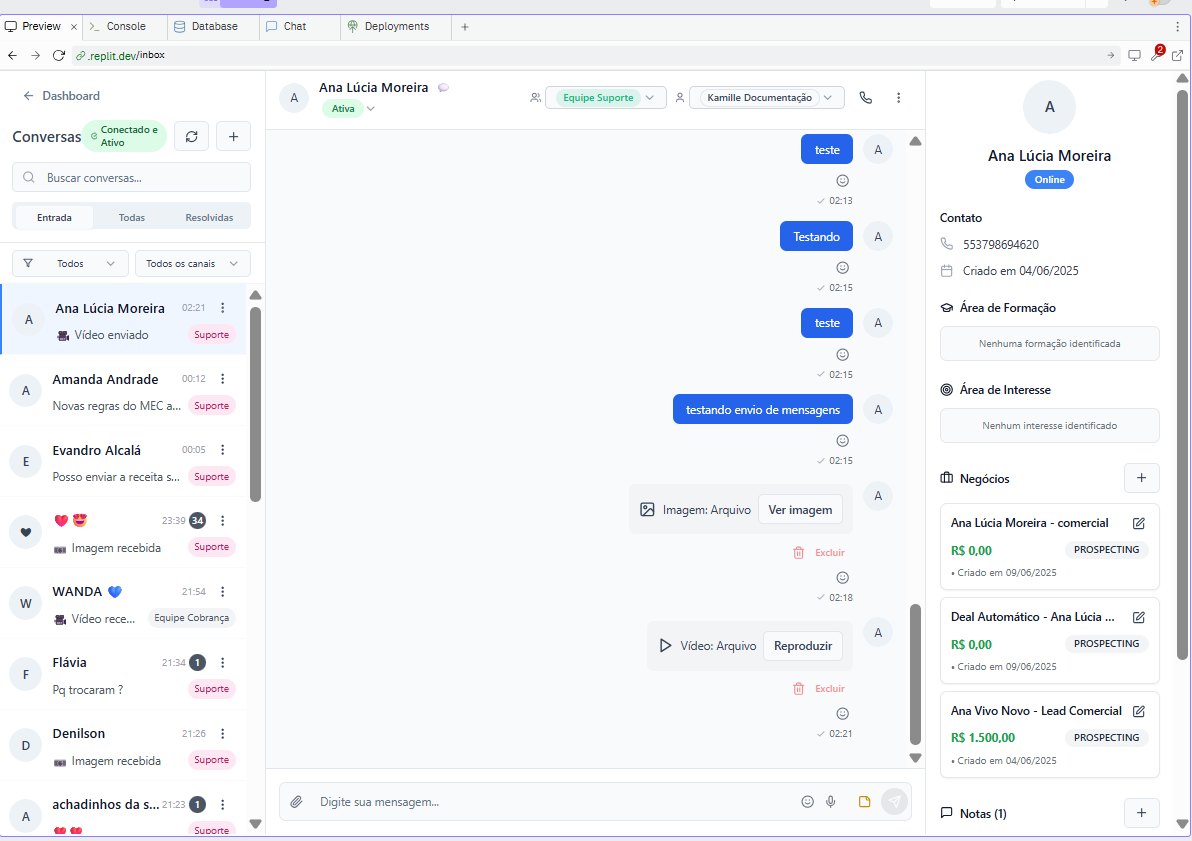 Preview
Console
Database
Chat
Deployments
.replit.dev/inbox
2
Dashboard
Conversas
Conectado e
Ativo
Buscar conversas...
Entrada
Todas
Resolvidas
Todos
Todos os canais
A
Ana Lúcia Moreira
02:21
Vídeo enviado
Suporte
A
Amanda Andrade
00:12
Novas regras do MEC a...
Suporte
E
Evandro Alcalá
00:05
Posso enviar a receita s...
Suporte
23:39
34
Imagem recebida
Suporte
W
WANDA
21:54
Vídeo rece...
Equipe Cobrança
F
Flávia
21:34
1
Pq trocaram ?
Suporte
D
Denilson
21:26
Imagem recebida
Suporte
A
achadinhos da s...
21:23
1
Suporte
A
Ana Lúcia Moreira
Ativa
Equipe Suporte
Kamille Documentação
teste
A
02:13
Testando
A
02:15
teste
A
02:15
testando envio de mensagens
A
02:15
Imagem: Arquivo
Ver imagem
A
Excluir
02:18
Vídeo: Arquivo
Reproduzir
A
Excluir
02:21
Digite sua mensagem...
A
Ana Lúcia Moreira
Online
Contato
553798694620
Criado em 04/06/2025
Área de Formação
Nenhuma formação identificada
Área de Interesse
Nenhum interesse identificado
Negócios
Ana Lúcia Moreira - comercial
R$ 0,00
PROSPECTING
• Criado em 09/06/2025
Deal Automático - Ana Lúcia ...
R$ 0,00
PROSPECTING
• Criado em 09/06/2025
Ana Vivo Novo - Lead Comercial
R$ 1.500,00
PROSPECTING
• Criado em 04/06/2025
Notas (1)